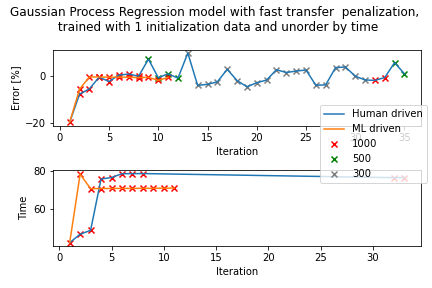 Gaussian Process Regression model with fast transfer  penalization,
trained with 1 initialization data and unorder by time
Error [%]
0
−20
0
5
10
15
20
25
30
35
Iteration
Human driven
ML driven
1000
500
300
Time
80
60
0
5
10
15
20
25
30
Iteration